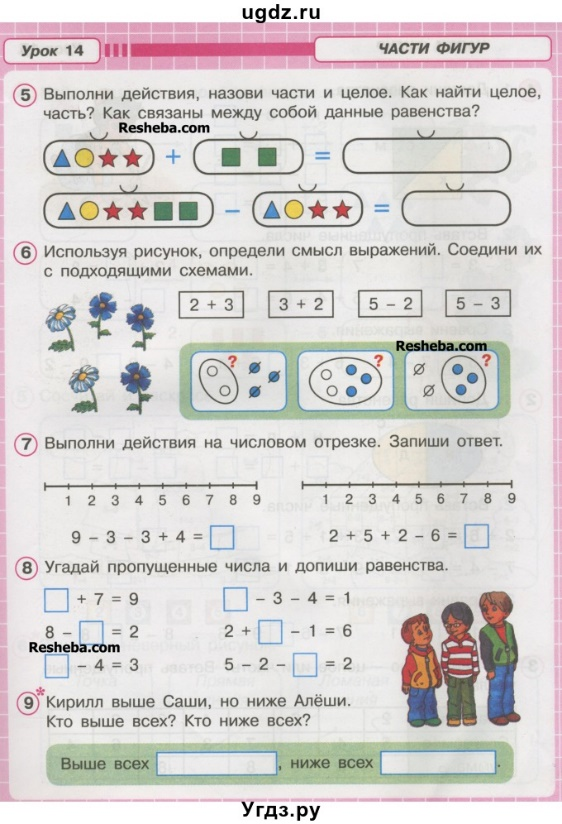 ugdz.ru
Урок 14
ЧАСТИ ФИГУР
5 Выполни действия, назови части и целое. Как найти целое,
часть? Как связаны между собой данные равенства?
Resheba.com
+ =
− =
6 Используя рисунок, определи смысл выражений. Соедини их
с подходящими схемами.
2 + 3 3 + 2 5 − 2 5 − 3
Resheba.com
? ? ?
7 Выполни действия на числовом отрезке. Запиши ответ.
1 2 3 4 5 6 7 8 9 1 2 3 4 5 6 7 8 9
9 − 3 − 3 + 4 = 2 + 5 + 2 − 6 =
8 Угадай пропущенные числа и допиши равенства.
+ 7 = 9 − 3 − 4 = 1
8 − = 2 2 + − 1 = 6
Resheba.com
− 4 = 3 5 + 2 − = 2
9* Кирилл выше Саши, но ниже Алёши.
Кто выше всех? Кто ниже всех?
Выше всех , ниже всех .
Угдз.ру